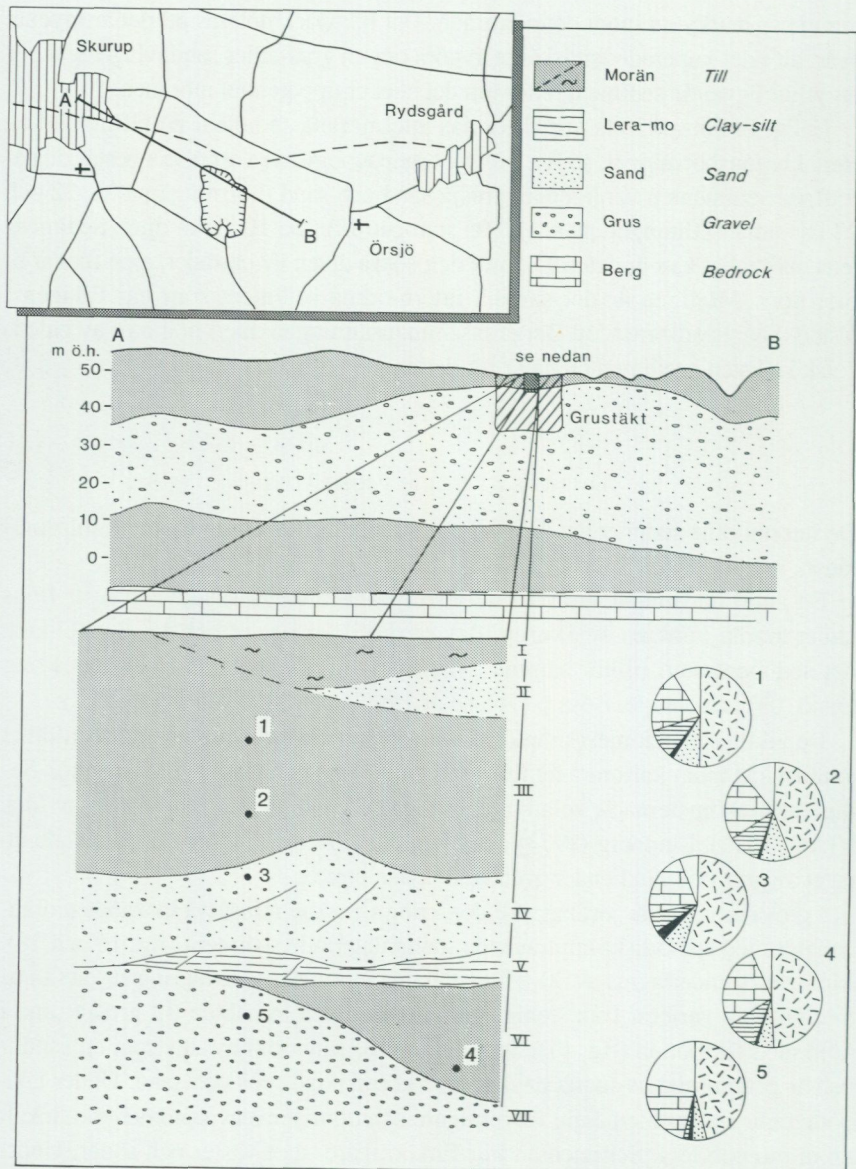 Skurup
A
Rydsgård
B
Örsjö
Morän Till
Lera-mo Clay-silt
Sand Sand
Grus Gravel
Berg Bedrock
A
B
m ö.h.
se nedan
50
40
Grustäkt
30
20
10
0
I
II
1
1
2
III
2
3
3
IV
4
V
5
VI
4
5
VII